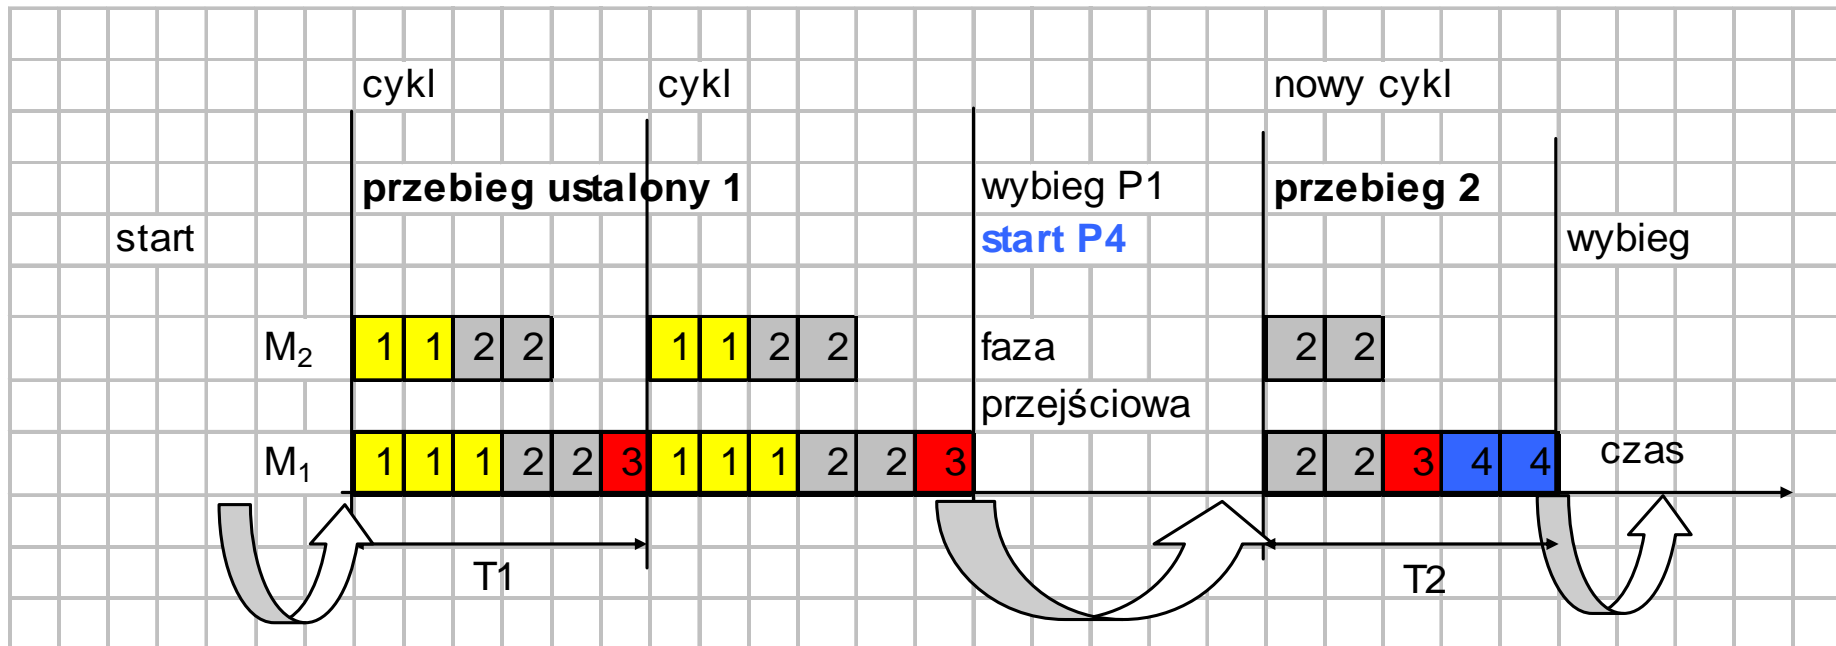 cykl cykl nowy cykl
przebieg ustalony 1 wybieg P1 przebieg 2
start start P4 wybieg
M2 1 1 2 2 1 1 2 2 faza 2 2
przejściowa
M1 1 1 1 2 2 3 1 1 1 2 2 3 2 2 3 4 4 czas
T1 T2